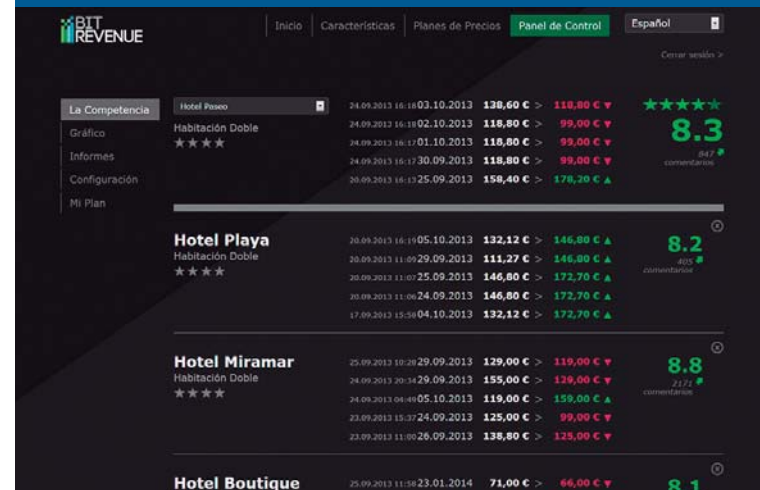 BIT
REVENUE
Inicio Características Planes de Precios Panel de Control Español
Cerrar sesión >
La Competencia
Gráfico
Informes
Configuración
Mi Plan
Hotel Paseo
Habitación Doble
24.09.2013 16:18 03.10.2013 138,60 € > 118,80 € ▼
24.09.2013 16:18 02.10.2013 118,80 € > 99,00 € ▼
24.09.2013 16:17 01.10.2013 118,80 € > 99,00 € ▼
24.09.2013 16:17 30.09.2013 118,80 € > 99,00 € ▼
20.09.2013 16:13 25.09.2013 158,40 € > 178,20 € ▲
8.3
847
comentarios
Hotel Playa
Habitación Doble
20.09.2013 16:19 05.10.2013 132,12 € > 146,80 € ▲
20.09.2013 11:09 29.09.2013 111,27 € > 146,80 € ▲
20.09.2013 11:07 25.09.2013 146,80 € > 172,70 € ▲
20.09.2013 11:06 24.09.2013 146,80 € > 172,70 € ▲
17.09.2013 15:58 04.10.2013 132,12 € > 172,70 € ▲
8.2
405
comentarios
Hotel Miramar
Habitación Doble
25.09.2013 10:28 29.09.2013 129,00 € > 119,00 € ▼
24.09.2013 20:34 29.09.2013 155,00 € > 129,00 € ▼
24.09.2013 04:49 05.10.2013 119,00 € > 159,00 € ▲
23.09.2013 15:37 24.09.2013 125,00 € > 99,00 € ▼
23.09.2013 11:00 26.09.2013 138,80 € > 125,00 € ▼
8.8
2171
comentarios
Hotel Boutique
25.09.2013 11:58 23.01.2014 71,00 € > 66,00 € ▼
8.1